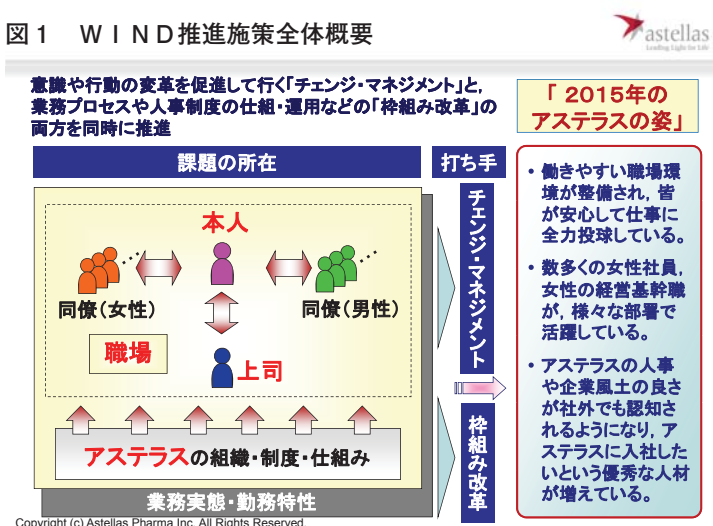 図1　ＷＩＮＤ推進施策全体概要
astellas
Leading Light for Life
意識や行動の変革を促進して行く「チェンジ・マネジメント」と,
業務プロセスや人事制度の仕組・運用などの「枠組み改革」の
両方を同時に推進
「 2015年の
アステラスの姿」
課題の所在
打ち手
本人
同僚（女性）
同僚（男性）
職場
上司
アステラスの組織・制度・仕組み
業務実態・勤務特性
チェンジ・マネジメント
枠組み改革
・働きやすい職場環
境が整備され, 皆
が安心して仕事に
全力投球している。
・数多くの女性社員,
女性の経営基幹職
が, 様々な部署で
活躍している。
・アステラスの人事
や企業風土の良さ
が社外でも認知さ
れるようになり, ア
ステラスに入社した
いという優秀な人材
が増えている。
Copyright (c) Astellas Pharma Inc. All Rights Reserved.